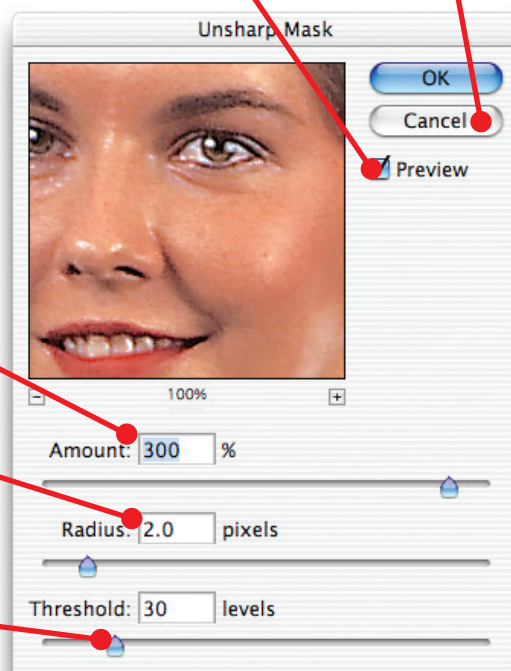 Unsharp Mask
OK
Cancel
Preview
100%
Amount: 300 %
Radius: 2.0 pixels
Threshold: 30 levels